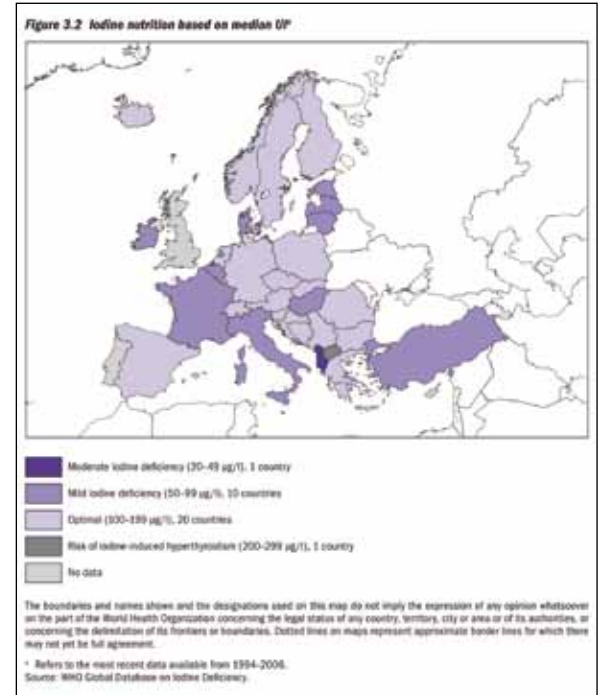 Figure 3.2 Iodine nutrition based on median UIª
Moderate iodine deficiency (20–49 µg/l), 1 country
Mild iodine deficiency (50–99 µg/l), 10 countries
Optimal (100–199 µg/l), 20 countries
Risk of iodine-induced hyperthyroidism (200–299 µg/l), 1 country
No data
The boundaries and names shown and the designations used on this map do not imply the expression of any opinion whatsoever
on the part of the World Health Organization concerning the legal status of any country, territory, city or area or of its authorities, or
concerning the delimitation of its frontiers or boundaries. Dotted lines on maps represent approximate border lines for which there
may not yet be full agreement.
ª Refers to the most recent data available from 1994–2006.
Source: WHO Global Database on Iodine Deficiency.